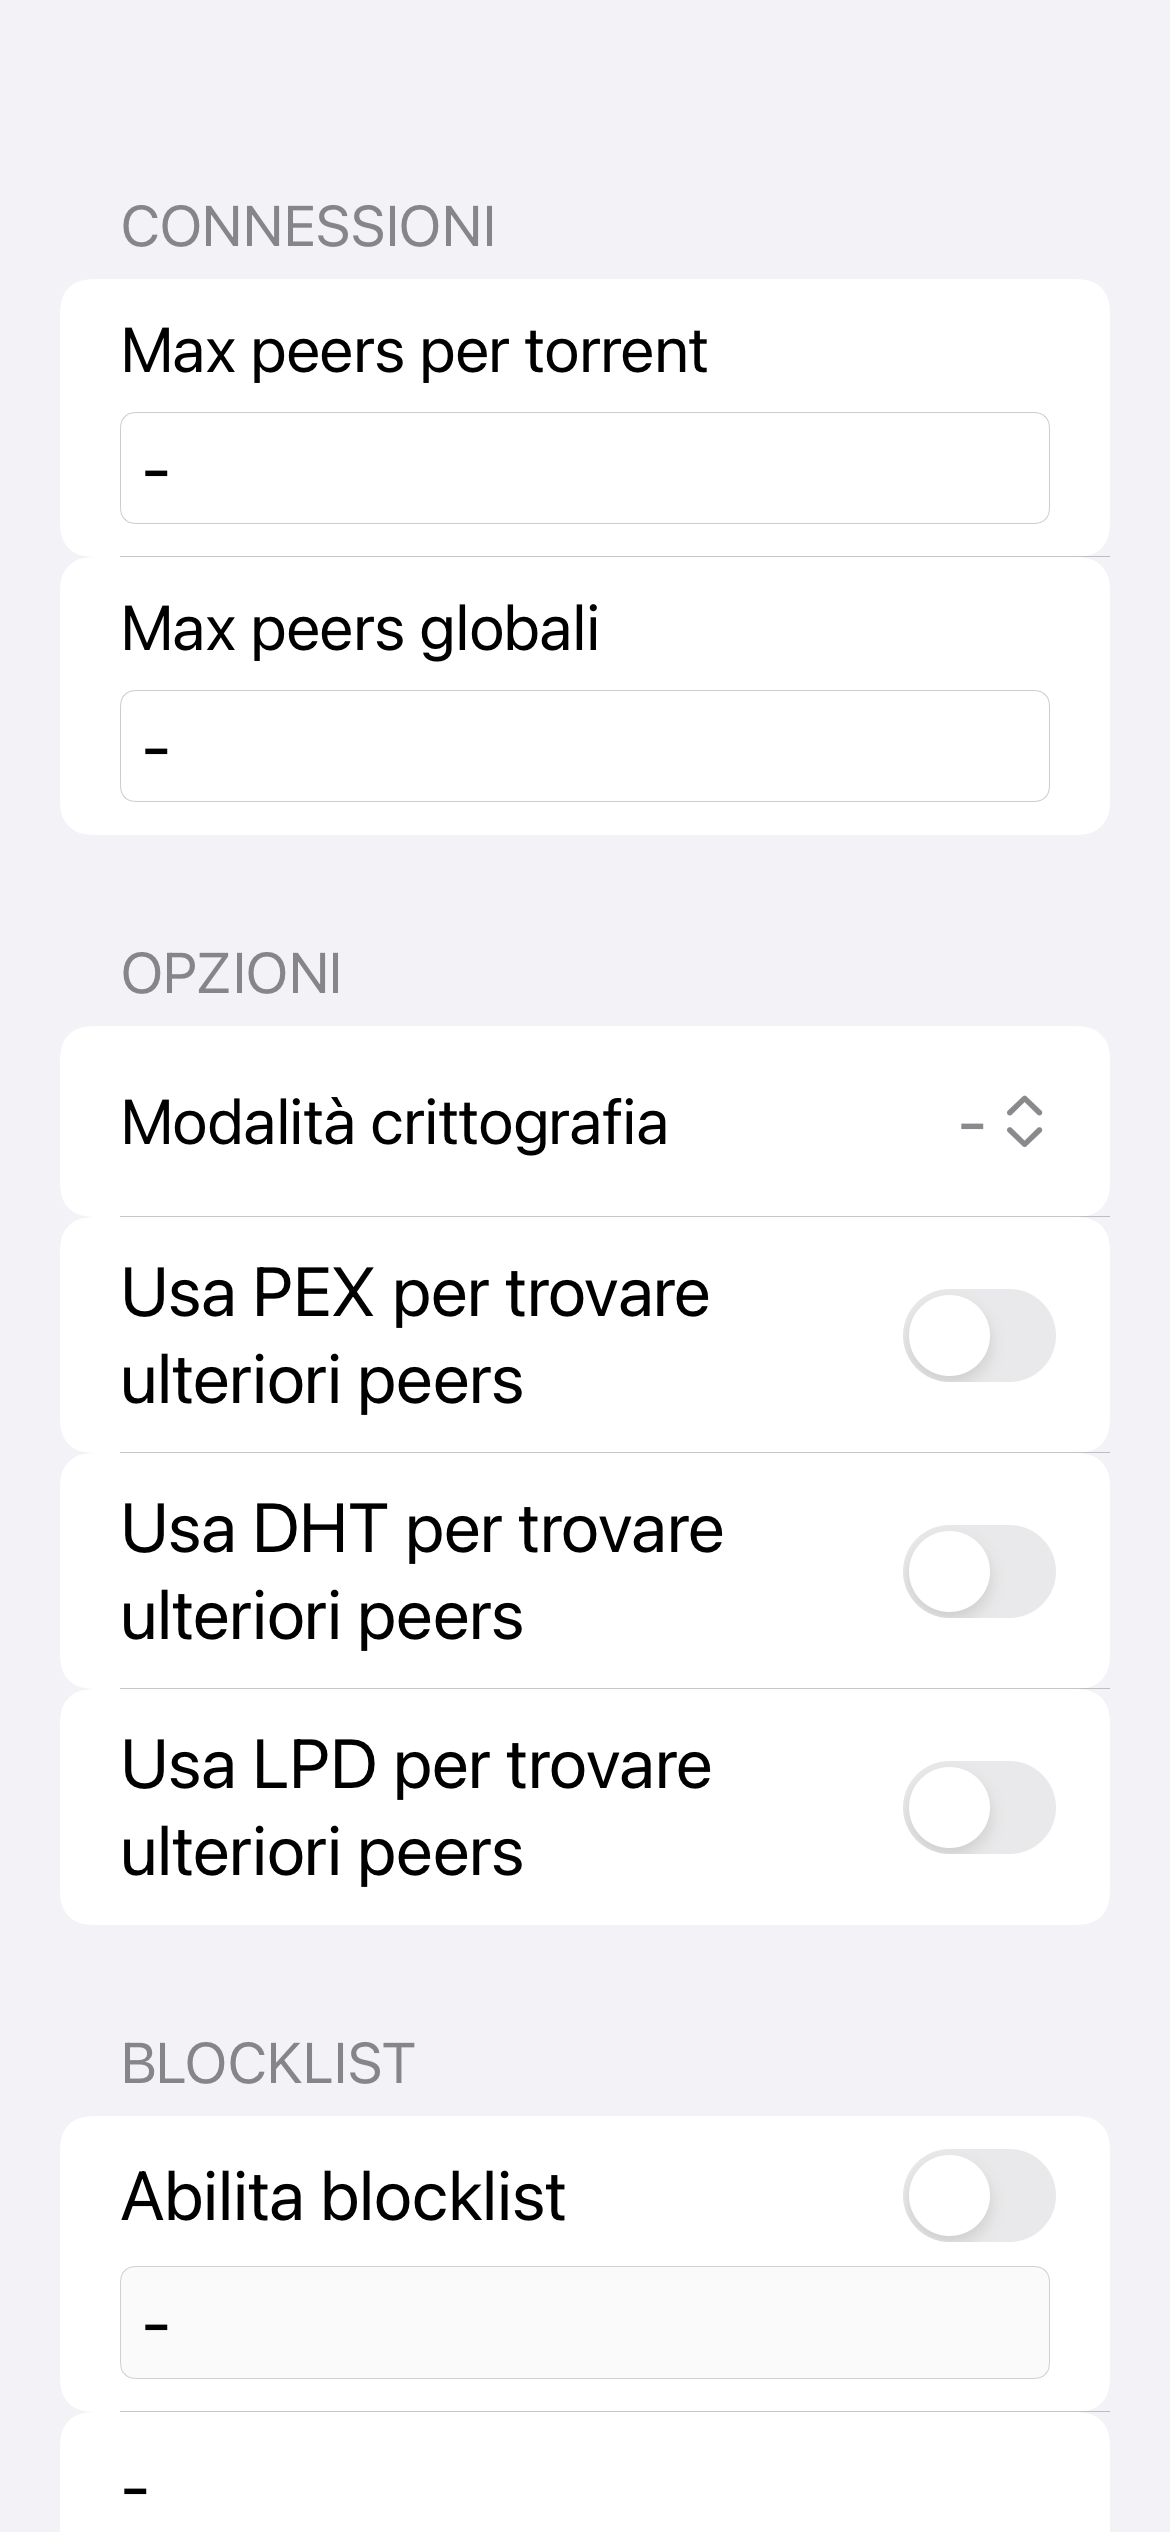 CONNESSIONI
Max peers per torrent
-
Max peers globali
-
OPZIONI
Modalità crittografia -
Usa PEX per trovare
ulteriori peers
Usa DHT per trovare
ulteriori peers
Usa LPD per trovare
ulteriori peers
BLOCKLIST
Abilita blocklist
-
-